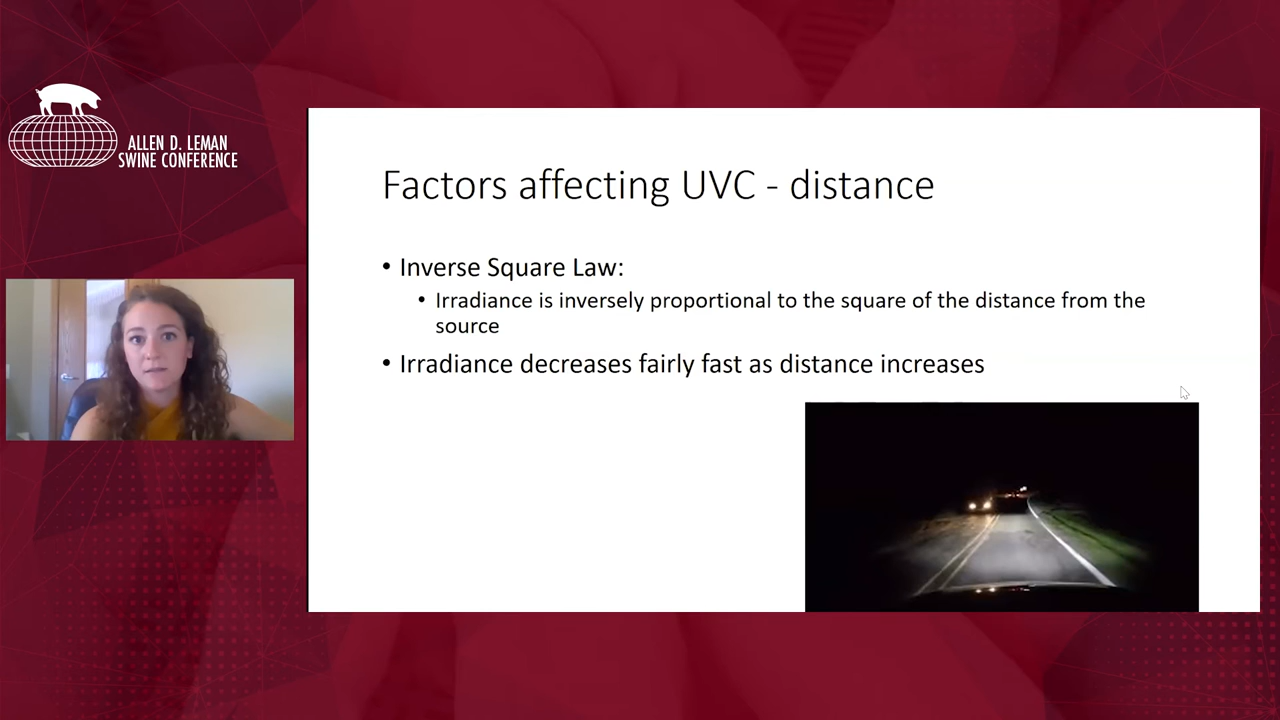 ALLEN D. LEMAN
SWINE CONFERENCE
Factors affecting UVC - distance
• Inverse Square Law:
• Irradiance is inversely proportional to the square of the distance from the
source
• Irradiance decreases fairly fast as distance increases